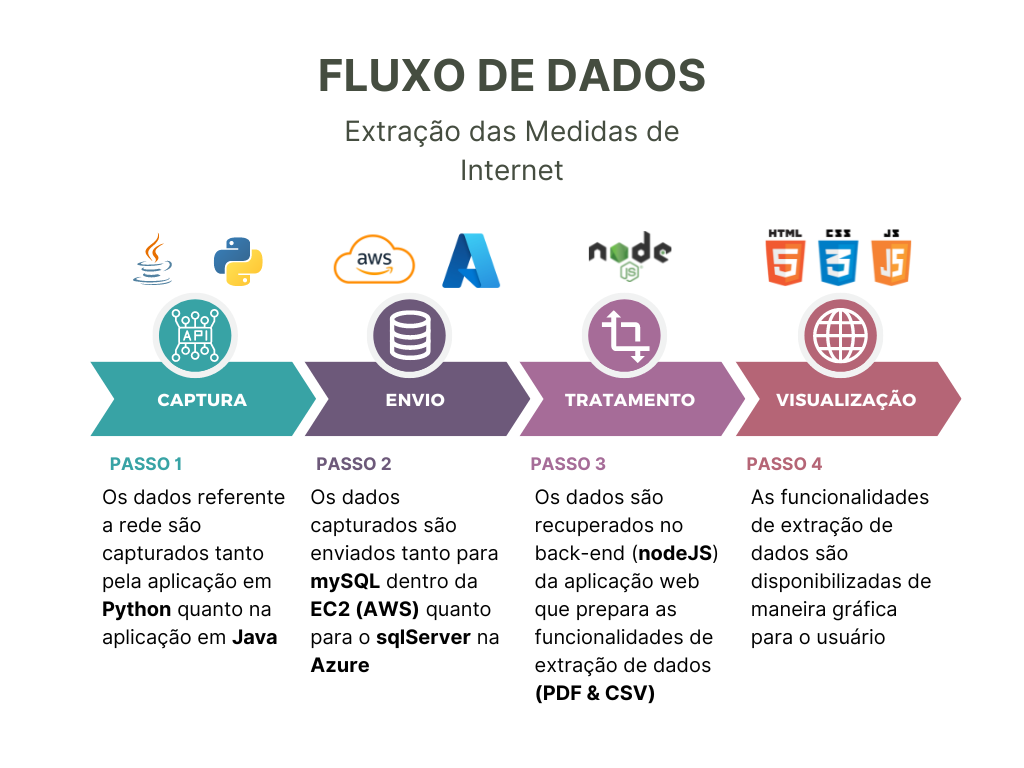 FLUXO DE DADOS
Extração das Medidas de
Internet
aws
node
JS
HTML
5
CSS
3
JS
JS
API
CAPTURA
ENVIO
TRATAMENTO
VISUALIZAÇÃO
PASSO 1
Os dados referente
a rede são
capturados tanto
pela aplicação em
Python quanto na
aplicação em Java
PASSO 2
Os dados
capturados são
enviados tanto para
mySQL dentro da
EC2 (AWS) quanto
para o sqlServer na
Azure
PASSO 3
Os dados são
recuperados no
back-end (nodeJS)
da aplicação web
que prepara as
funcionalidades de
extração de dados
(PDF & CSV)
PASSO 4
As funcionalidades
de extração de
dados são
disponibilizadas de
maneira gráfica
para o usuário